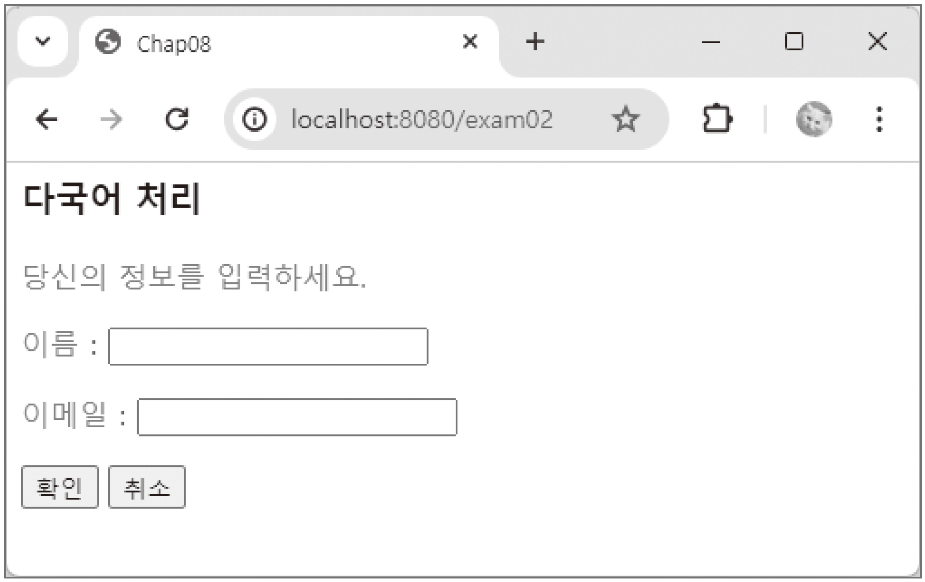 Chap08
localhost:8080/exam02
다국어 처리
당신의 정보를 입력하세요.
이름 :
이메일 :
확인 취소